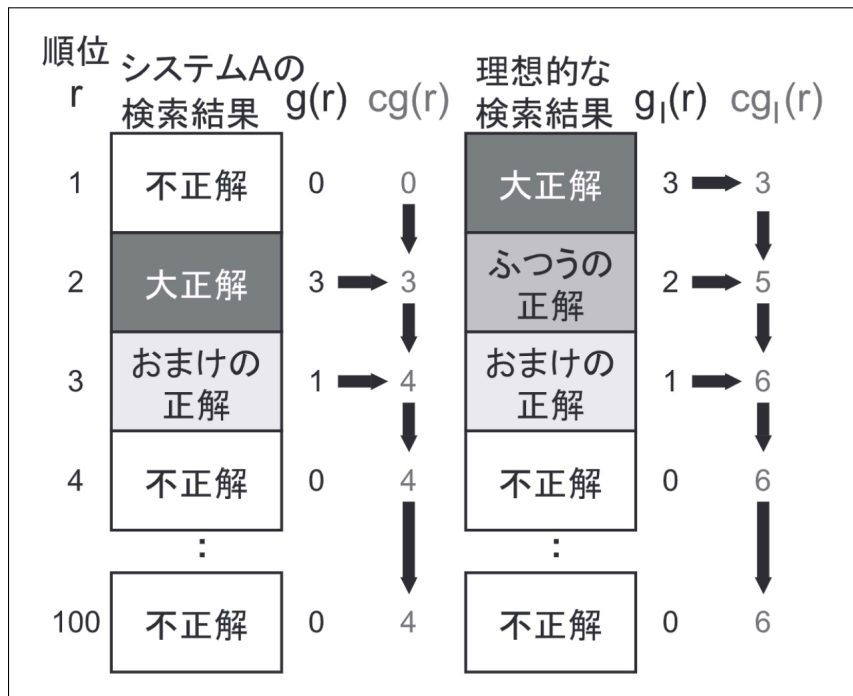 順位 システムAの 理想的な
r 検索結果 g(r) cg(r) 検索結果 gI(r) cgI(r)
1 不正解 0 0 大正解 3 3
2 大正解 3 3 ふつうの 2 5
正解
3 おまけの 1 4 おまけの 1 6
正解 正解
4 不正解 0 4 不正解 0 6
: :
100 不正解 0 4 不正解 0 6